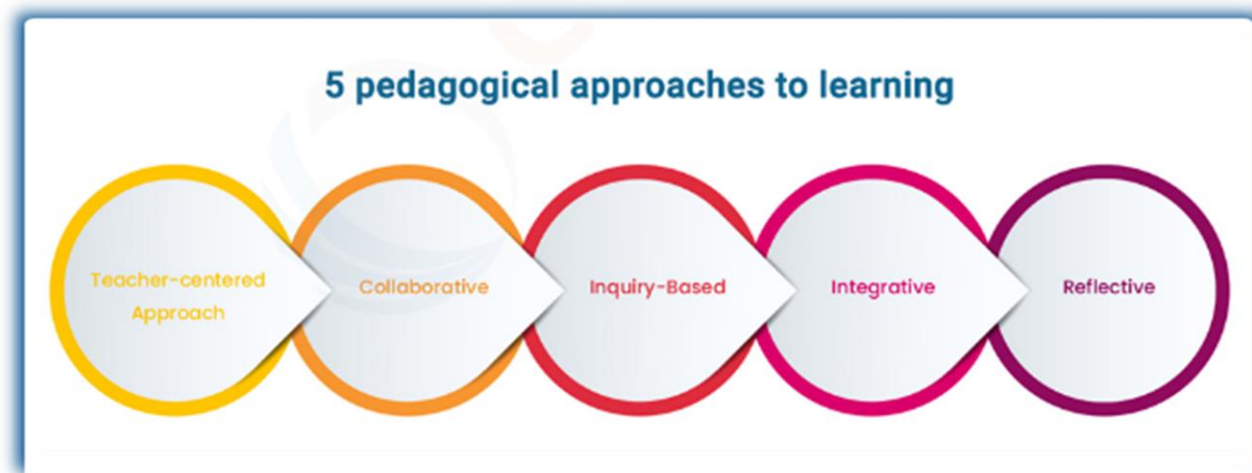 5 pedagogical approaches to learning
Teacher-centered
Approach
Collaborative
Inquiry-Based
Integrative
Reflective